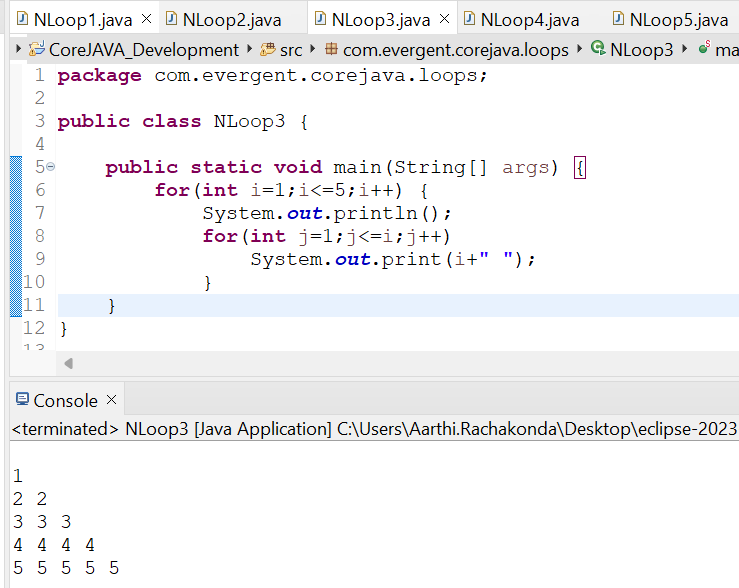 NLoop1.java NLoop2.java NLoop3.java NLoop4.java NLoop5.java
CoreJAVA_Development src com.evergent.corejava.loops NLoop3 ma
1 package com.evergent.corejava.loops;
2
3 public class NLoop3 {
4
5 public static void main(String[] args) {
6 for(int i=1;i<=5;i++) {
7 System.out.println();
8 for(int j=1;j<=i;j++)
9 System.out.print(i+" ");
10 }
11 }
12 }
13
Console
<terminated> NLoop3 [Java Application] C:\Users\Aarthi.Rachakonda\Desktop\eclipse-2023
1
2 2
3 3 3
4 4 4 4
5 5 5 5 5